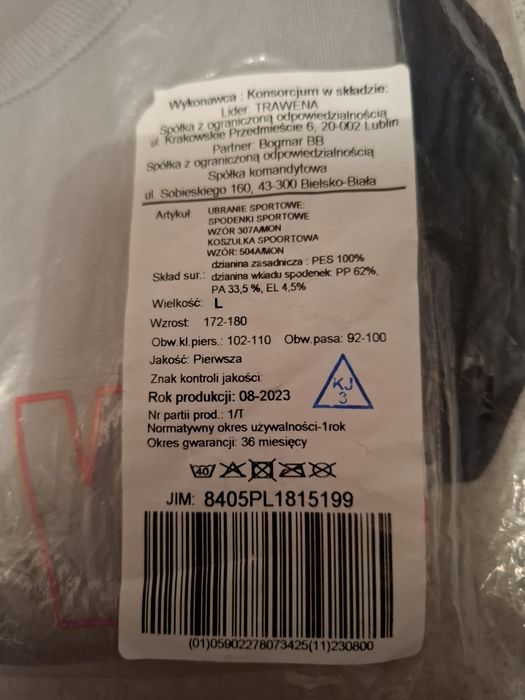 Wykonawca : Konsorcjum w składzie:
Lider: TRAWENA
Spółka z ograniczoną odpowiedzialnością
ul. Krakowskie Przedmieście 6, 20-002 Lublin
Partner: Bogmar BB
Spółka z ograniczoną odpowiedzialnością
Spółka komandytowa
ul. Sobieskiego 160, 43-300 Bielsko-Biała
Artykuł: UBRANIE SPORTOWE:
SPODENKI SPORTOWE
WZÓR 307A/MON
KOSZULKA SPOORTOWA
WZÓR: 504A/MON
dzianina zasadnicza : PES 100%
Skład sur.: dzianina wkładu spodenek: PP 62%,
PA 33,5 %, EL 4,5%
Wielkość: L
Wzrost: 172-180
Obw.kl.piers.: 102-110 Obw.pasa: 92-100
Jakość: Pierwsza
Znak kontroli jakości:
KJ
3
Rok produkcji: 08-2023
Nr partii prod.: 1/T
Normatywny okres używalności-1rok
Okres gwarancji: 36 miesięcy
40
JIM: 8405PL1815199
(01)05902278073425(11)230800